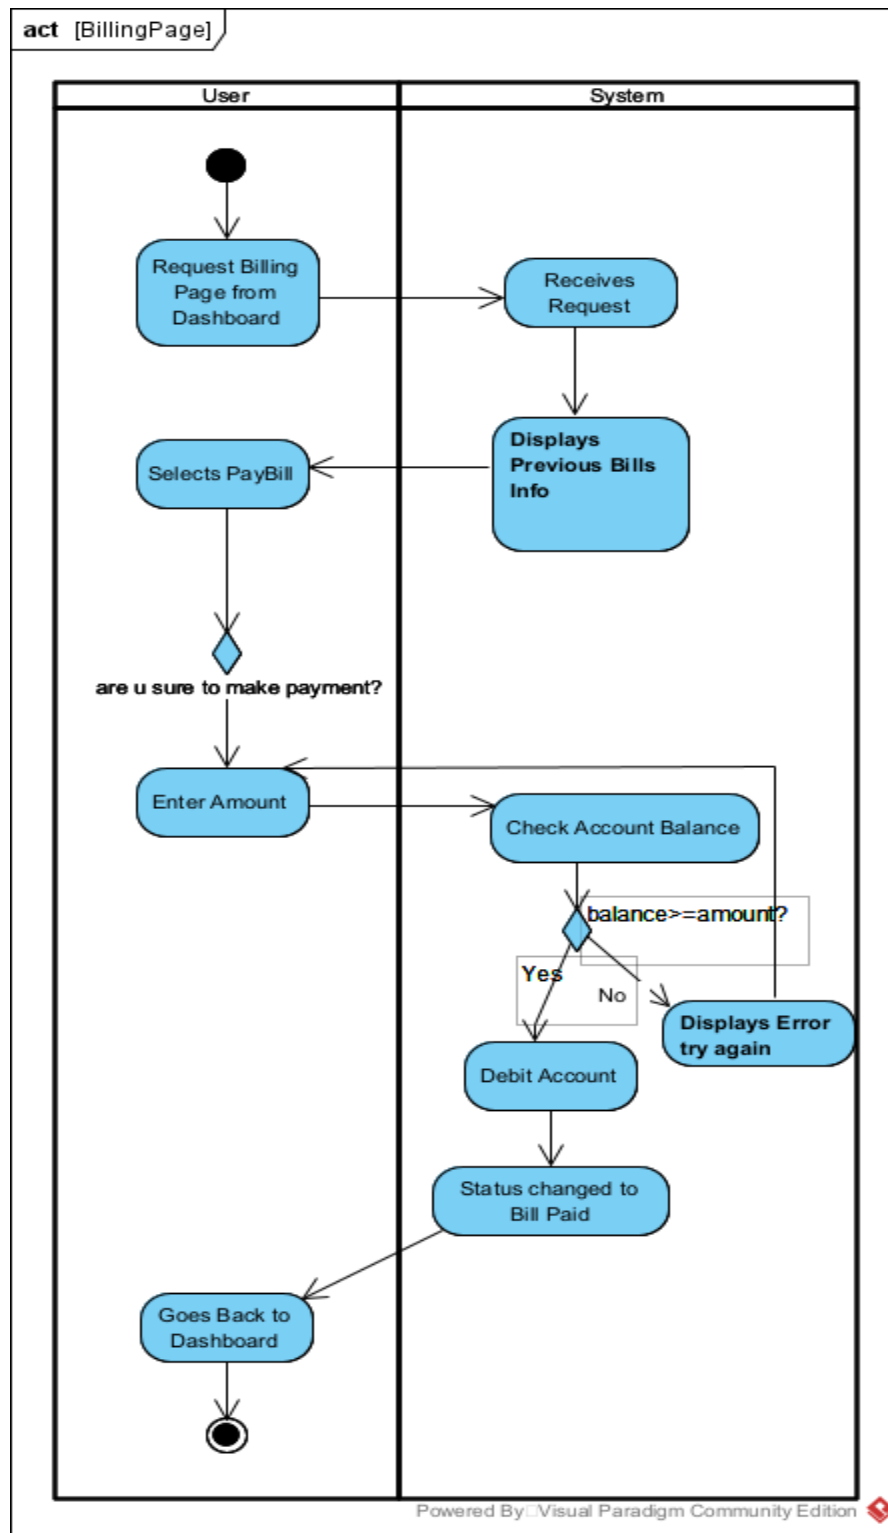 act [BillingPage]
User
System
Request Billing
Page from
Dashboard
Receives
Request
Displays
Previous Bills
Info
Selects PayBill
are u sure to make payment?
Enter Amount
Check Account Balance
balance>=amount?
Yes
No
Displays Error
try again
Debit Account
Status changed to
Bill Paid
Goes Back to
Dashboard
Powered By Visual Paradigm Community Edition